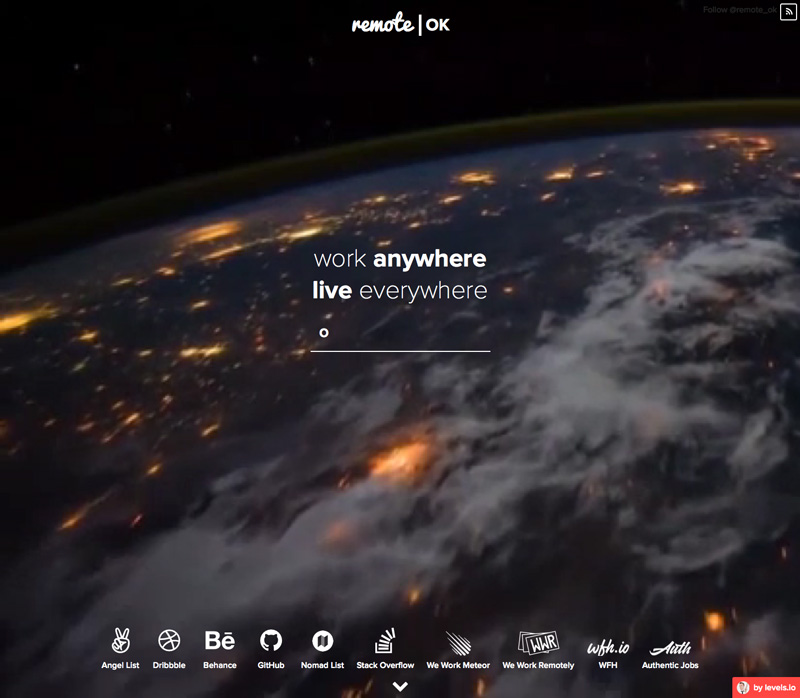 Follow @remote_ok
remote | OK
work anywhere
live everywhere
o
Bē
WWR
wfh.io
Auth
Angel List
Dribbble
Behance
GitHub
Nomad List
Stack Overflow
We Work Meteor
We Work Remotely
WFH
Authentic Jobs
by levels.io